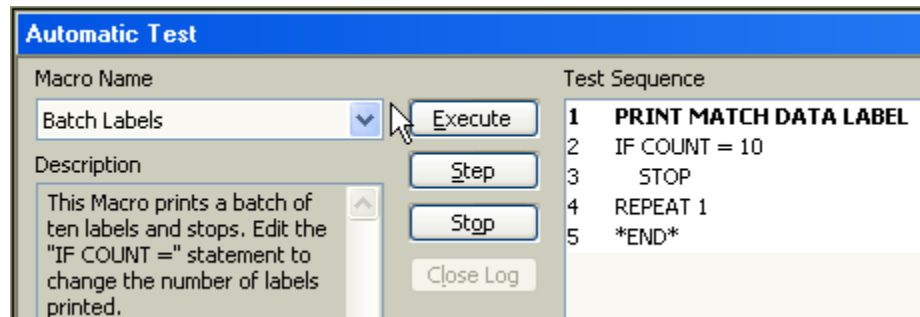 Automatic Test
Macro Name
Batch Labels
Description
This Macro prints a batch of
ten labels and stops. Edit the
"IF COUNT =" statement to
change the number of labels
printed.
Execute
Step
Stop
Close Log
Test Sequence
1 PRINT MATCH DATA LABEL
2 IF COUNT = 10
3 STOP
4 REPEAT 1
5 *END*